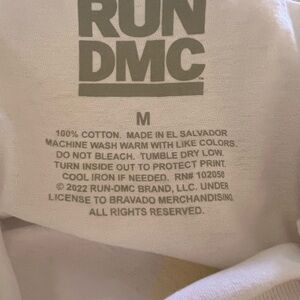 RUN
DMC™
M
100% COTTON. MADE IN EL SALVADOR
MACHINE WASH WARM WITH LIKE COLORS.
DO NOT BLEACH. TUMBLE DRY LOW.
TURN INSIDE OUT TO PROTECT PRINT.
COOL IRON IF NEEDED. RN# 102050
© 2022 RUN-DMC BRAND, LLC. UNDER
LICENSE TO BRAVADO MERCHANDISING.
ALL RIGHTS RESERVED.